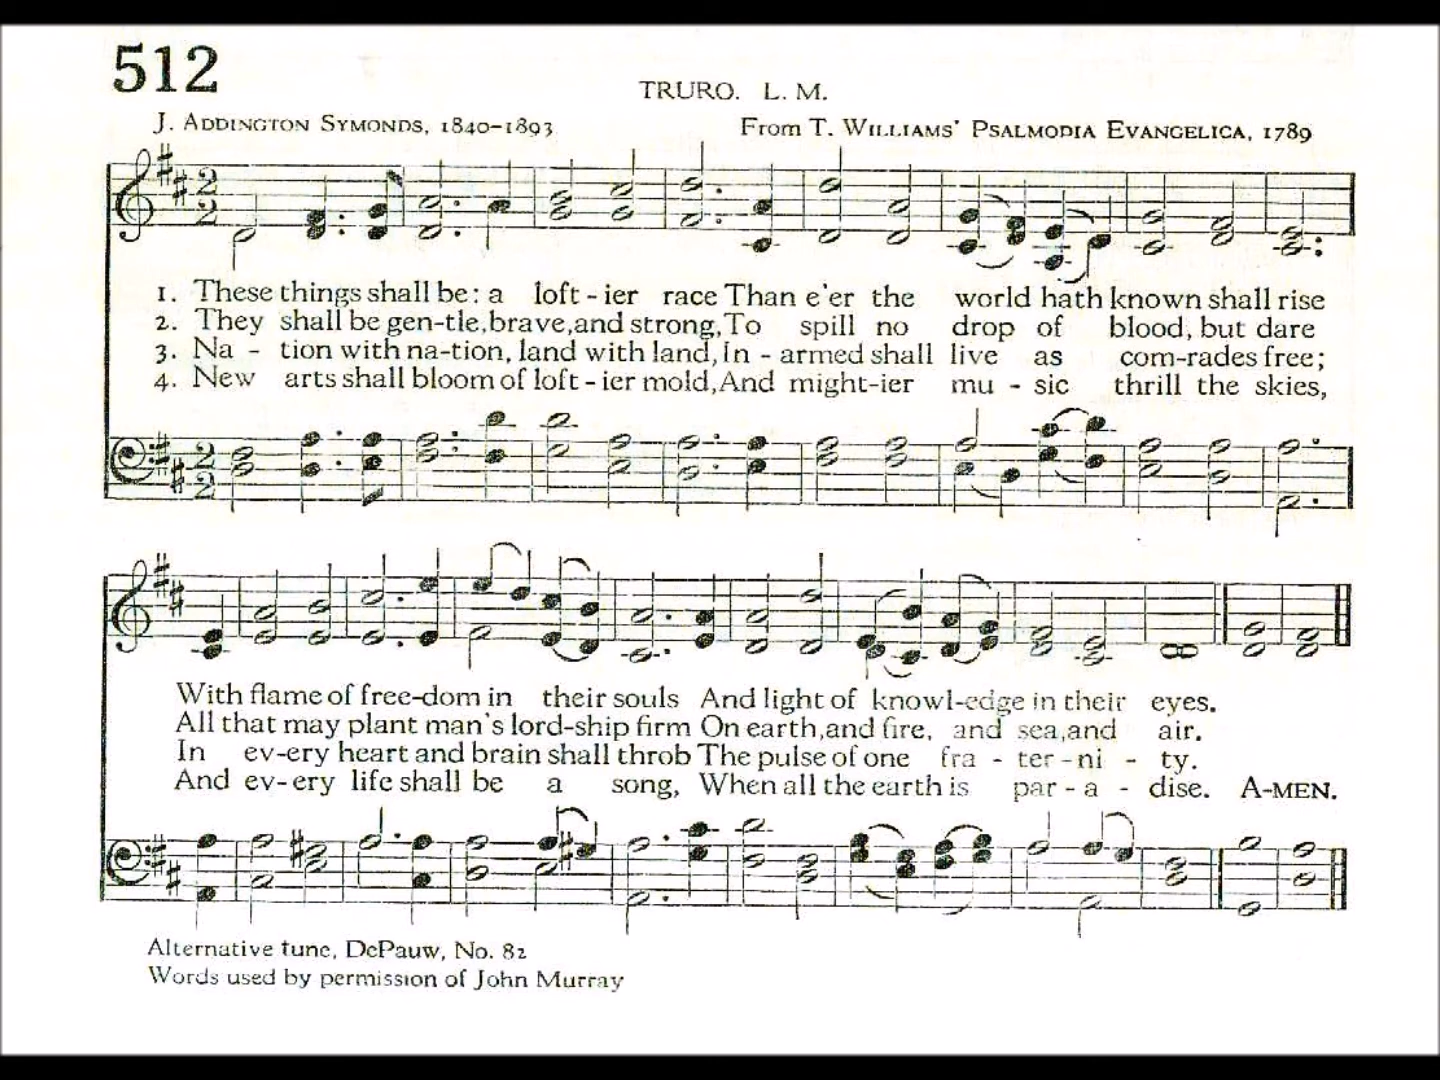 512
TRURO. L. M.
J. ADDINGTON SYMONDS, 1840-1893
From T. WILLIAMS' PSALMODIA EVANGELICA, 1789
1. These things shall be: a loft - ier race Than e'er the world hath known shall rise
2. They shall be gen-tle, brave, and strong, To spill no drop of blood, but dare
3. Na - tion with na-tion, land with land, In - armed shall live as com-rades free;
4. New arts shall bloom of loft - ier mold, And might-ier mu - sic thrill the skies,
With flame of free-dom in their souls And light of knowl-edge in their eyes.
All that may plant man's lord-ship firm On earth, and fire, and sea, and air.
In ev-ery heart and brain shall throb The pulse of one fra - ter - ni - ty.
And ev-ery life shall be a song, When all the earth is par - a - dise. A-MEN.
Alternative tune, DePauw, No. 82
Words used by permission of John Murray